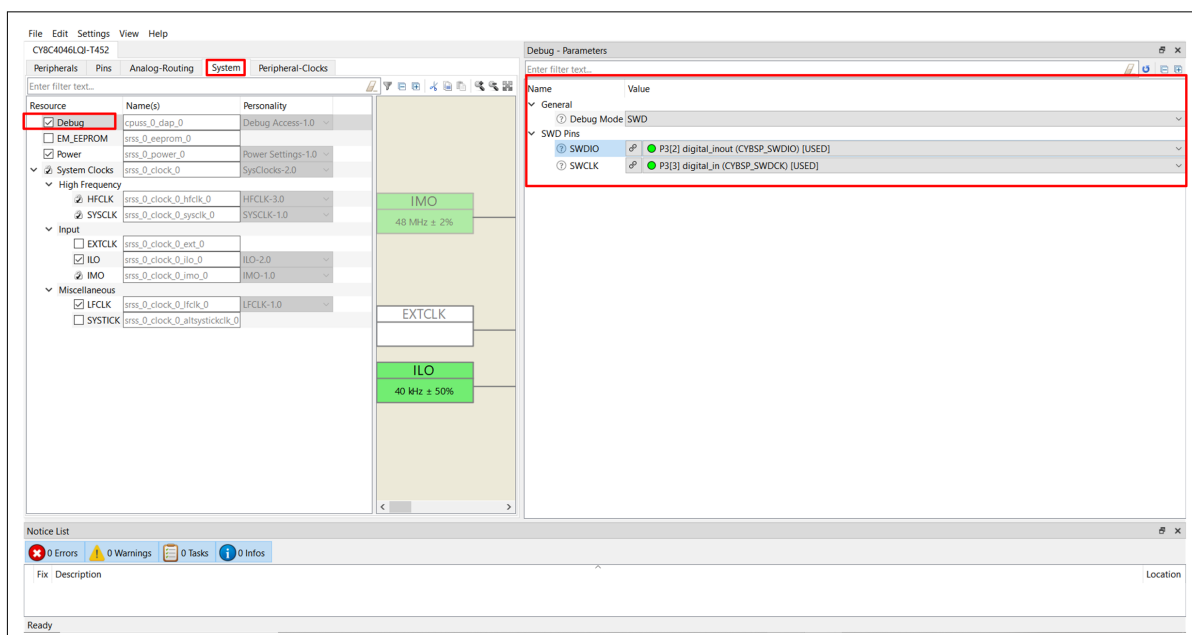 File Edit Settings View Help
CY8C4046LQI-T452
Peripherals Pins Analog-Routing System Peripheral-Clocks
Enter filter text...
Resource Name(s) Personality
Debug cpuss_0_dap_0 Debug Access-1.0
EM_EEPROM srss_0_eeprom_0
Power srss_0_power_0 Power Settings-1.0
System Clocks srss_0_clock_0 SysClocks-2.0
High Frequency
HFCLK srss_0_clock_0_hfclk_0 HFCLK-3.0
SYSCLK srss_0_clock_0_sysclk_0 SYSCLK-1.0
Input
EXTCLK srss_0_clock_0_ext_0
ILO srss_0_clock_0_ilo_0 ILO-2.0
IMO srss_0_clock_0_imo_0 IMO-1.0
Miscellaneous
LFCLK srss_0_clock_0_lfclk_0 LFCLK-1.0
SYSTICK srss_0_clock_0_altsystickclk_0
IMO
48 MHz ± 2%
EXTCLK
ILO
40 kHz ± 50%
Debug - Parameters
Enter filter text...
Name Value
General
Debug Mode SWD
SWD Pins
SWDIO P3[2] digital_inout (CYBSP_SWDIO) [USED]
SWCLK P3[3] digital_in (CYBSP_SWDCK) [USED]
Notice List
0 Errors 0 Warnings 0 Tasks 0 Infos
Fix Description Location
Ready